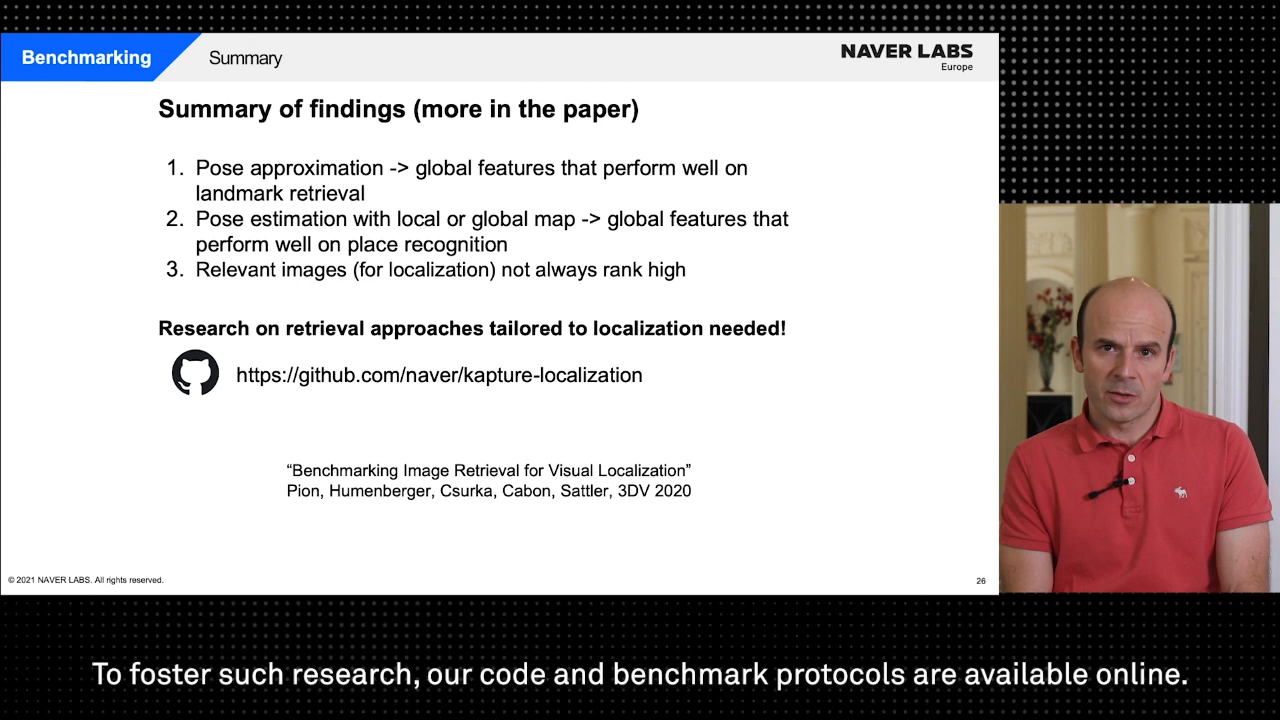 Benchmarking
Summary
NAVER LABS
Europe
Summary of findings (more in the paper)
1. Pose approximation -> global features that perform well on
landmark retrieval
2. Pose estimation with local or global map -> global features that
perform well on place recognition
3. Relevant images (for localization) not always rank high
Research on retrieval approaches tailored to localization needed!
https://github.com/naver/kapture-localization
“Benchmarking Image Retrieval for Visual Localization”
Pion, Humenberger, Csurka, Cabon, Sattler, 3DV 2020
© 2021 NAVER LABS. All rights reserved.
26
To foster such research, our code and benchmark protocols are available online.